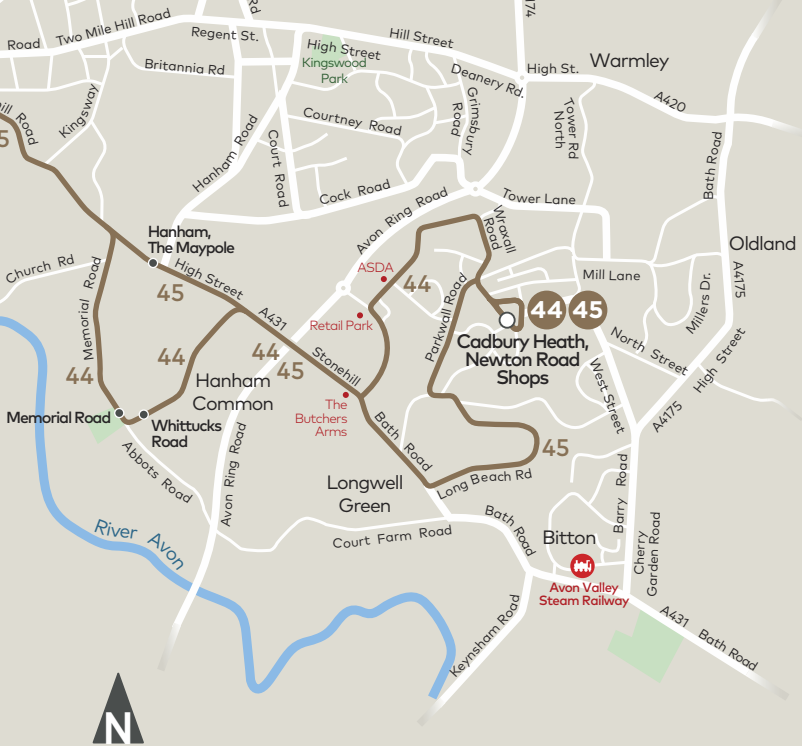 Road
Two Mile Hill Road
Regent St.
Rd
174
Hill Street
High Street
Kingswood
Park
Britannia Rd
Deanery Rd.
High St.
Warmley
A420
Kingsway
Hill Road
5
Courtney Road
Grimsbury
Road
Tower Rd
North
Bath Road
Hanham Road
Court Road
Cock Road
Avon Ring Road
Tower Lane
Wraxall
Road
Oldland
Hanham,
The Maypole
High Street
45
Church Rd
ASDA
44
Mill Lane
A4175
Millers Dr.
Memorial Road
A431
Retail Park
Parkwall Road
44 45
Cadbury Heath,
Newton Road
Shops
North Street
High Street
44
44
45
Stonehill
44
Hanham
Common
West Street
A4175
The
Butchers
Arms
Memorial Road
Whittucks
Road
Bath Road
45
Abbots Road
Avon Ring Road
Longwell
Green
Long Beach Rd
Barry Road
River Avon
Court Farm Road
Bath Road
Bitton
Cherry
Garden Road
Avon Valley
Steam Railway
Keynsham Road
A431
Bath Road
N